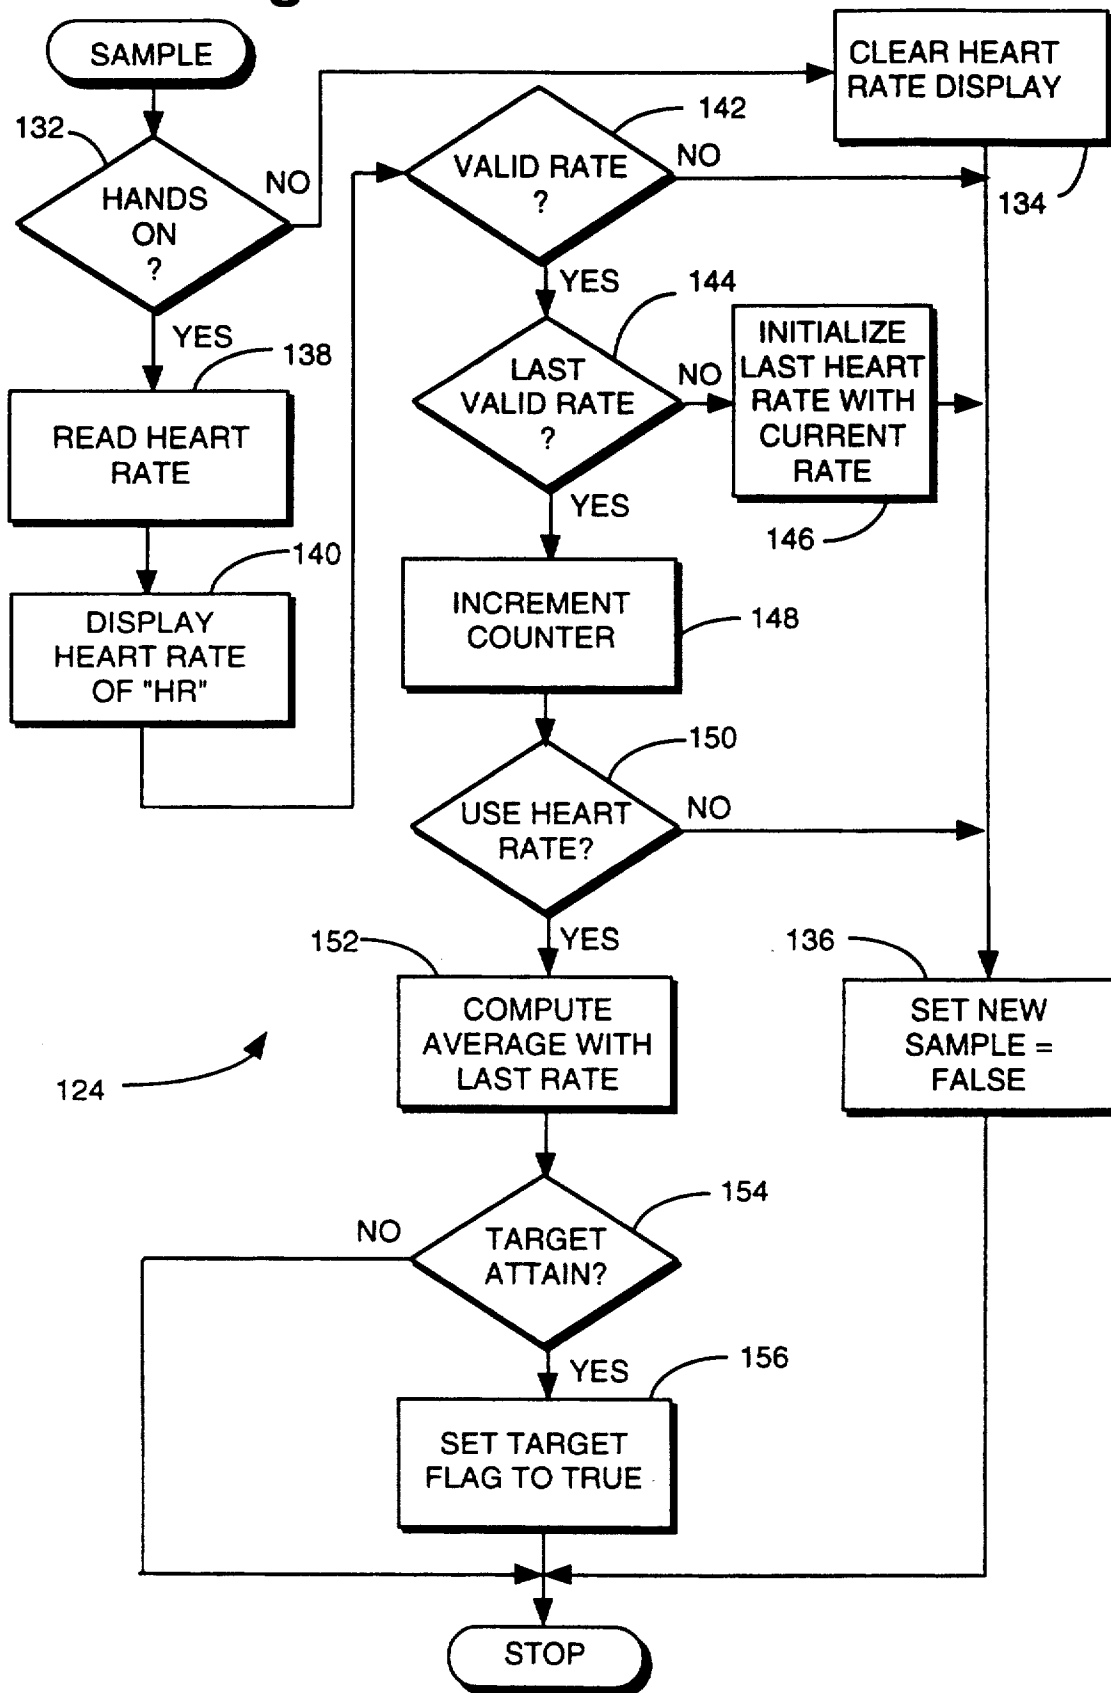 SAMPLE
132
HANDS
ON
?
NO
YES
138
READ HEART
RATE
140
DISPLAY
HEART RATE
OF "HR"
CLEAR HEART
RATE DISPLAY
134
142
VALID RATE
?
NO
YES
144
LAST
VALID RATE
?
NO
YES
INITIALIZE
LAST HEART
RATE WITH
CURRENT
RATE
146
INCREMENT
COUNTER
148
150
USE HEART
RATE?
NO
YES
152
COMPUTE
AVERAGE WITH
LAST RATE
136
SET NEW
SAMPLE =
FALSE
124
154
TARGET
ATTAIN?
NO
YES
156
SET TARGET
FLAG TO TRUE
STOP